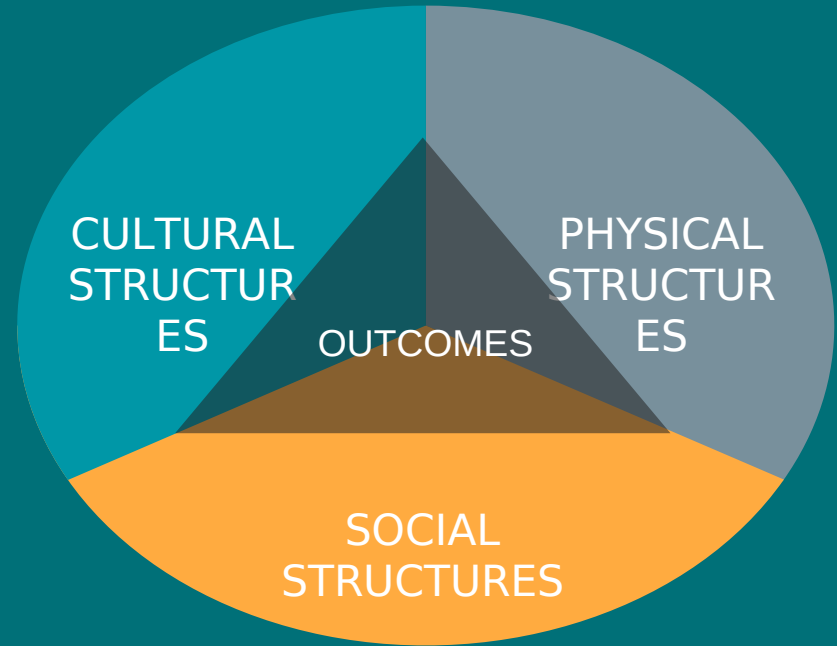 CULTURAL
STRUCTUR
ES
PHYSICAL
STRUCTUR
ES
OUTCOMES
SOCIAL
STRUCTURES